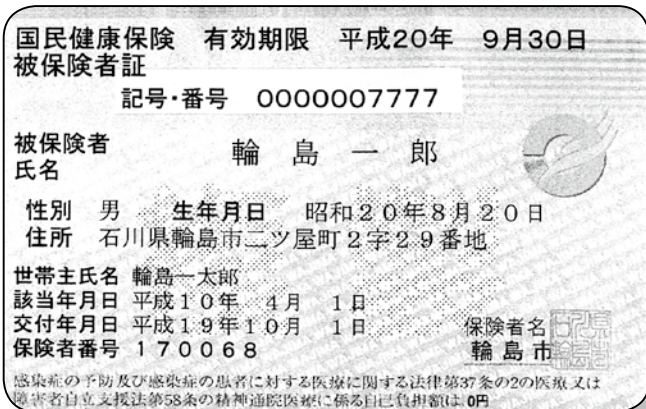 国民健康保険 有効期限 平成20年 9月30日
被保険者証
記号・番号 0000007777
被保険者
氏名 輪島一郎
性別 男 生年月日 昭和20年8月20日
住所 石川県輪島市二ツ屋町2字29番地
世帯主氏名 輪島一太郎
該当年月日 平成10年 4月 1日
交付年月日 平成19年10月 1日
保険者番号 170068
保険者名
輪島市
感染症の予防及び感染症の患者に対する医療に関する法律第37条の2の医療又は
障害者自立支援法第58条の精神通院医療に係る自己負担額は0円